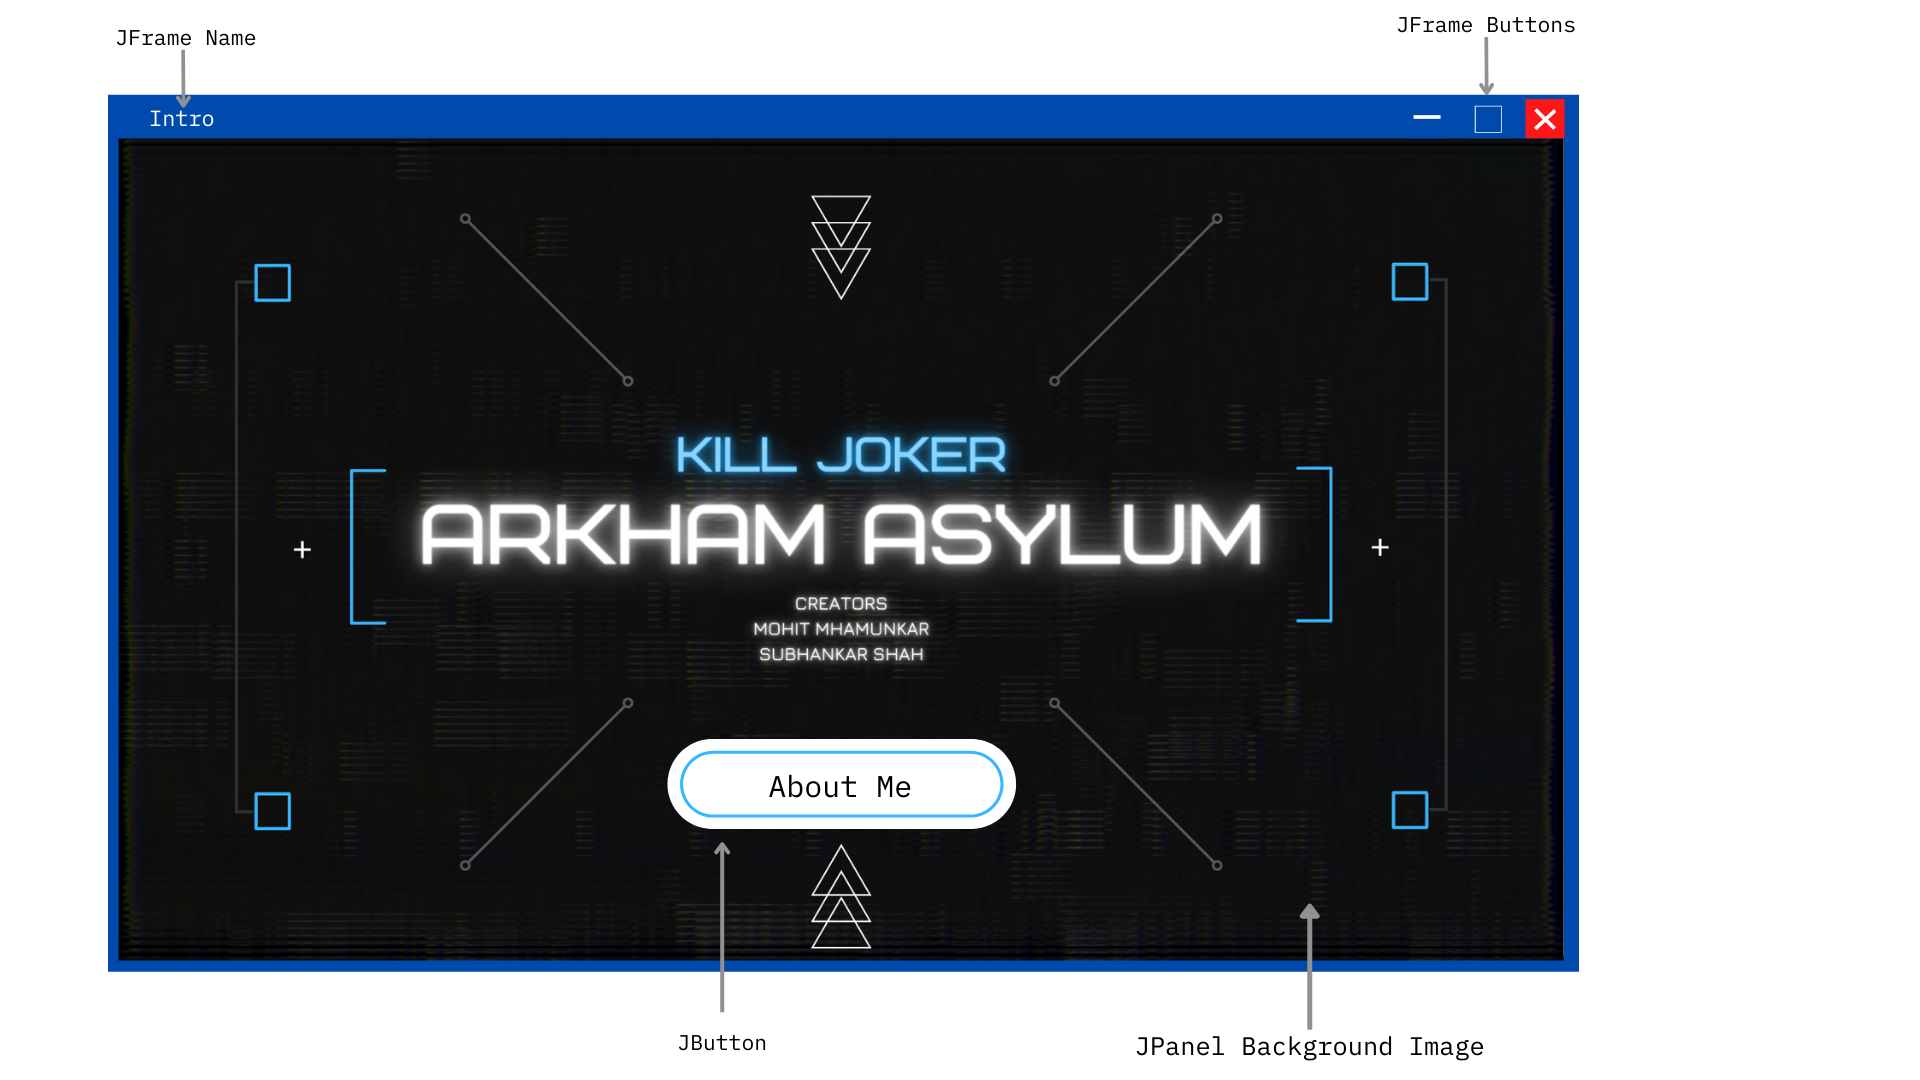 JFrame Name
JFrame Buttons
Intro
KILL JOKER
ARKHAM ASYLUM
CREATORS
MOHIT MHAMUNKAR
SUBHANKAR SHAH
About Me
JButton
JPanel Background Image